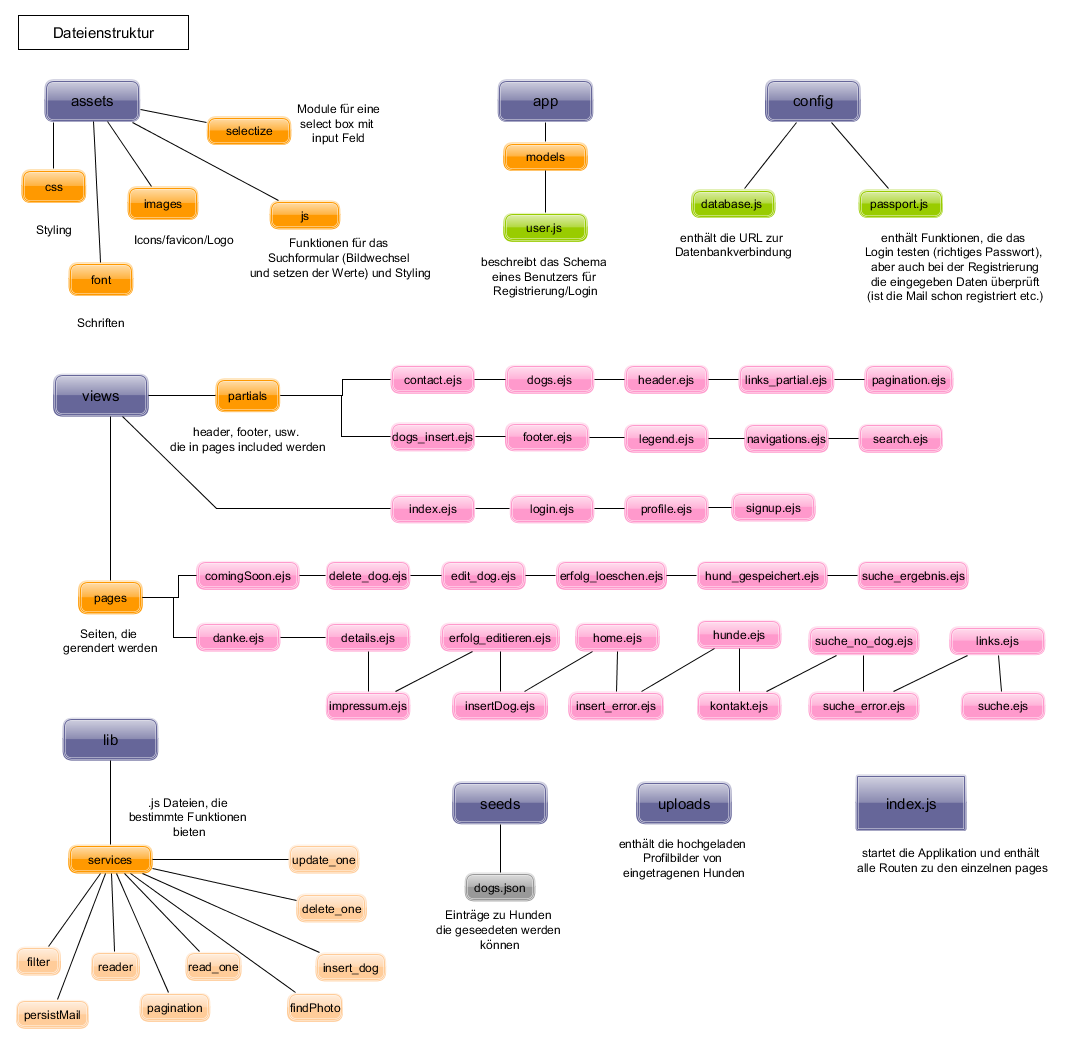 Dateienstruktur
assets
selectize
Module für eine
select box mit
input Feld
css
Styling
images
Icons/favicon/Logo
js
Funktionen für das
Suchformular (Bildwechsel
und setzen der Werte) und Styling
font
Schriften
app
models
user.js
beschreibt das Schema
eines Benutzers für
Registrierung/Login
config
database.js
enthält die URL zur
Datenbankverbindung
passport.js
enthält Funktionen, die das
Login testen (richtiges Passwort),
aber auch bei der Registrierung
die eingegeben Daten überprüft
(ist die Mail schon registriert etc.)
views
partials
header, footer, usw.
die in pages included werden
contact.ejs
dogs.ejs
header.ejs
links_partial.ejs
pagination.ejs
dogs_insert.ejs
footer.ejs
legend.ejs
navigations.ejs
search.ejs
index.ejs
login.ejs
profile.ejs
signup.ejs
pages
Seiten, die
gerendert werden
comingSoon.ejs
delete_dog.ejs
edit_dog.ejs
erfolg_loeschen.ejs
hund_gespeichert.ejs
suche_ergebnis.ejs
danke.ejs
details.ejs
erfolg_editieren.ejs
home.ejs
hunde.ejs
suche_no_dog.ejs
links.ejs
impressum.ejs
insertDog.ejs
insert_error.ejs
kontakt.ejs
suche_error.ejs
suche.ejs
lib
.js Dateien, die
bestimmte Funktionen
bieten
services
update_one
delete_one
insert_dog
findPhoto
read_one
pagination
reader
filter
persistMail
seeds
dogs.json
Einträge zu Hunden
die geseedeten werden
können
uploads
enthält die hochgeladen
Profilbilder von
eingetragenen Hunden
index.js
startet die Applikation und enthält
alle Routen zu den einzelnen pages